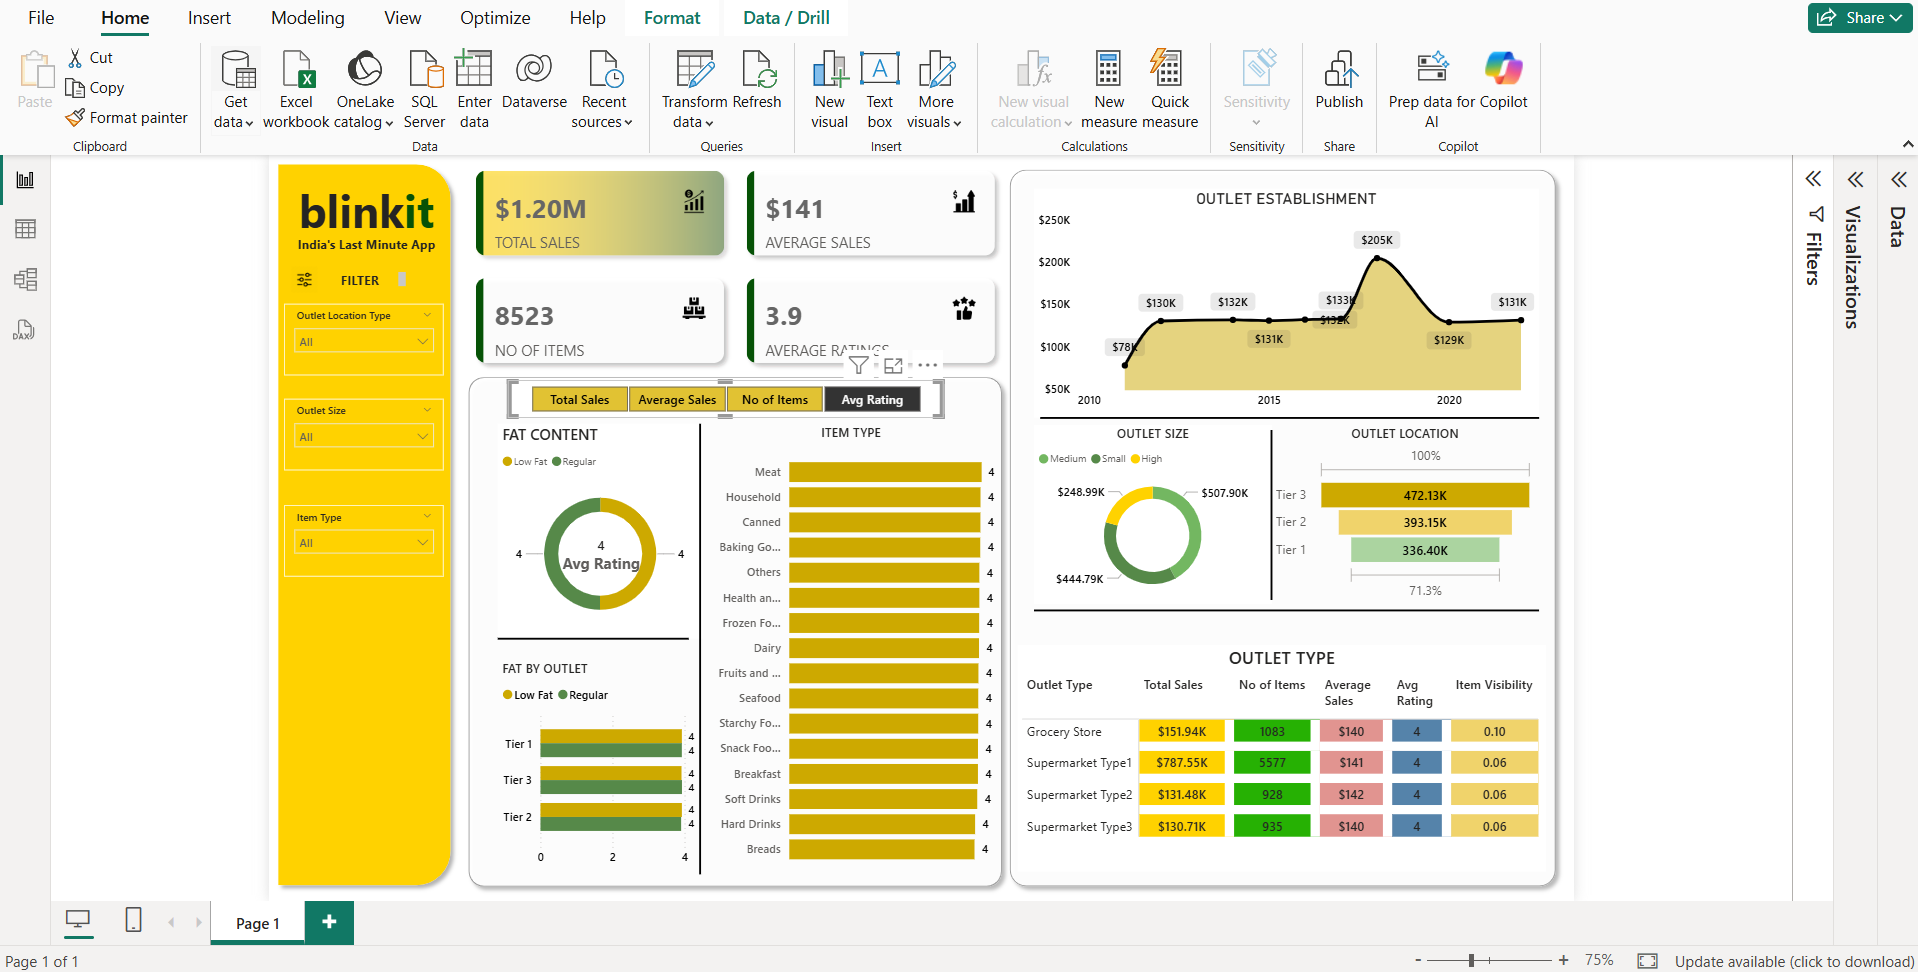 File Home Insert Modeling View Optimize Help Format Data / Drill Share
Paste
Cut
Copy
Format painter
Clipboard
Get data
Excel workbook
OneLake catalog
SQL Server
Enter data
Dataverse
Recent sources
Data
Transform data
Refresh
Queries
New visual
Text box
More visuals
Insert
New visual calculation
New measure
Quick measure
Calculations
Sensitivity
Sensitivity
Publish
Share
Prep data for AI
Copilot
Copilot
blinkit
India's Last Minute App
FILTER
Outlet Location Type
All
Outlet Size
All
Item Type
All
$1.20M
TOTAL SALES
$141
AVERAGE SALES
8523
NO OF ITEMS
3.9
AVERAGE RATINGS
Total Sales Average Sales No of Items Avg Rating
FAT CONTENT
Low Fat Regular
4 4 4
Avg Rating
FAT BY OUTLET
Low Fat Regular
Tier 1 4 4
Tier 3 4 4
Tier 2 4 4
0 2 4
ITEM TYPE
Meat 4
Household 4
Canned 4
Baking Go... 4
Others 4
Health an... 4
Frozen Fo... 4
Dairy 4
Fruits and ... 4
Seafood 4
Starchy Fo... 4
Snack Foo... 4
Breakfast 4
Soft Drinks 4
Hard Drinks 4
Breads 4
OUTLET ESTABLISHMENT
$250K
$200K
$150K
$100K
$50K
$78K $130K $132K $131K $132K $133K $205K $129K $131K
2010 2015 2020
OUTLET SIZE
Medium Small High
$248.99K $507.90K
$444.79K
OUTLET LOCATION
100%
Tier 3 472.13K
Tier 2 393.15K
Tier 1 336.40K
71.3%
OUTLET TYPE
Outlet Type Total Sales No of Items Average Sales Avg Rating Item Visibility
Grocery Store $151.94K 1083 $140 4 0.10
Supermarket Type1 $787.55K 5577 $141 4 0.06
Supermarket Type2 $131.48K 928 $142 4 0.06
Supermarket Type3 $130.71K 935 $140 4 0.06
Filters
Visualizations
Data
DAX
Page 1
Page 1 of 1
- + 75%
Update available (click to download)